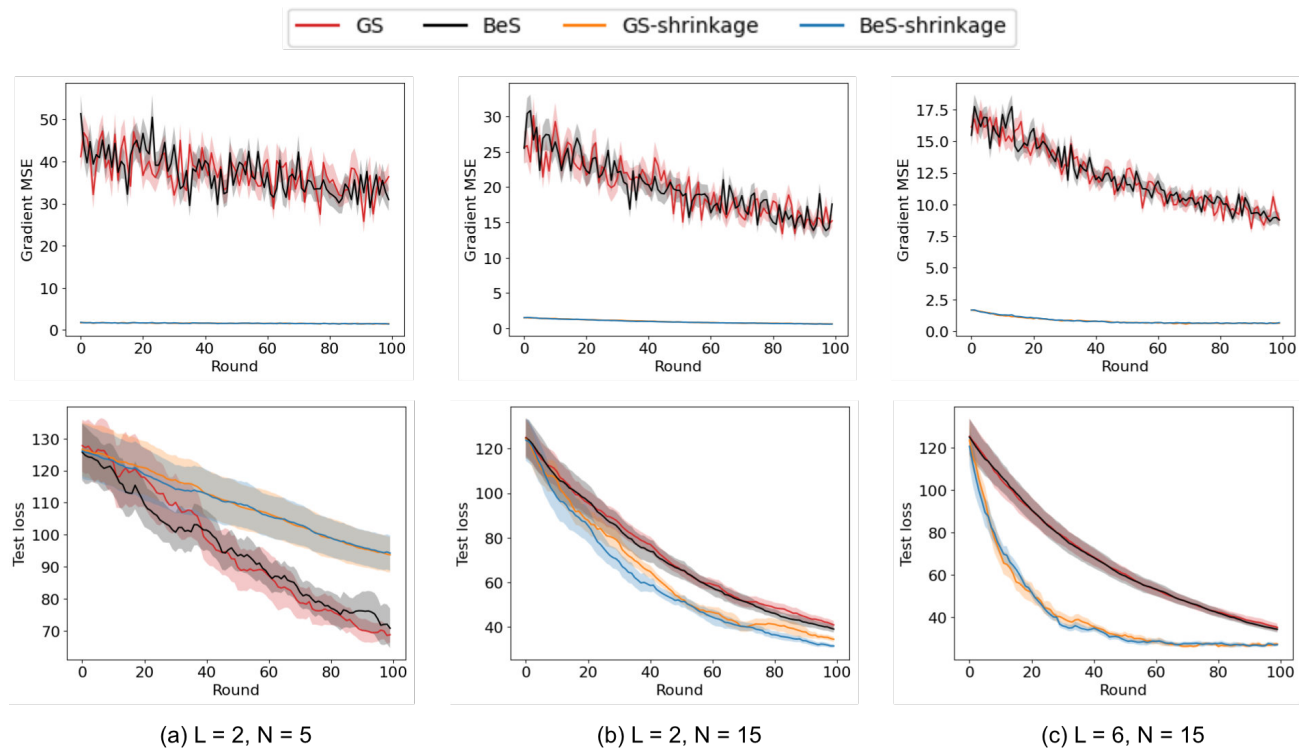 GS BeS GS-shrinkage BeS-shrinkage
Gradient MSE
50
40
30
20
10
0
0 20 40 60 80 100
Round
Gradient MSE
30
25
20
15
10
5
0
0 20 40 60 80 100
Round
Gradient MSE
17.5
15.0
12.5
10.0
7.5
5.0
2.5
0.0
0 20 40 60 80 100
Round
Test loss
130
120
110
100
90
80
70
0 20 40 60 80 100
Round
Test loss
120
100
80
60
40
0 20 40 60 80 100
Round
Test loss
120
100
80
60
40
20
0 20 40 60 80 100
Round
(a) L = 2, N = 5
(b) L = 2, N = 15
(c) L = 6, N = 15